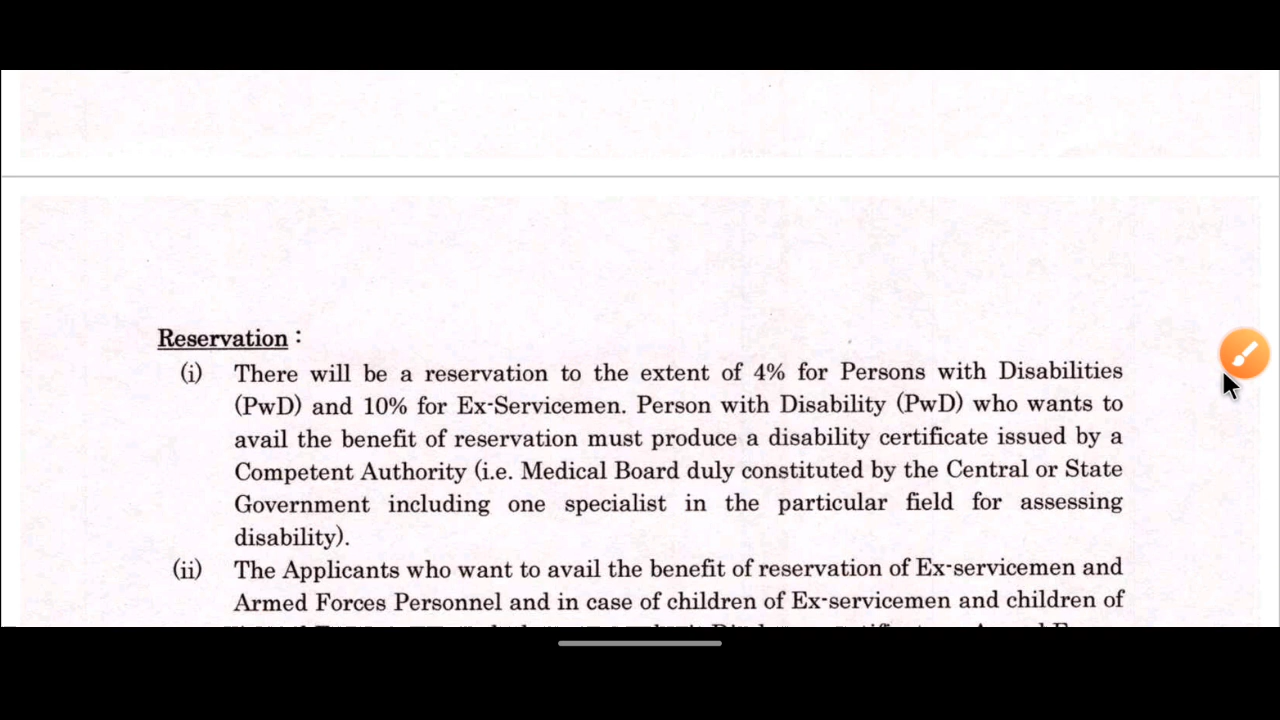 Reservation :
(i) There will be a reservation to the extent of 4% for Persons with Disabilities
(PwD) and 10% for Ex-Servicemen. Person with Disability (PwD) who wants to
avail the benefit of reservation must produce a disability certificate issued by a
Competent Authority (i.e. Medical Board duly constituted by the Central or State
Government including one specialist in the particular field for assessing
disability).
(ii) The Applicants who want to avail the benefit of reservation of Ex-servicemen and
Armed Forces Personnel and in case of children of Ex-servicemen and children of